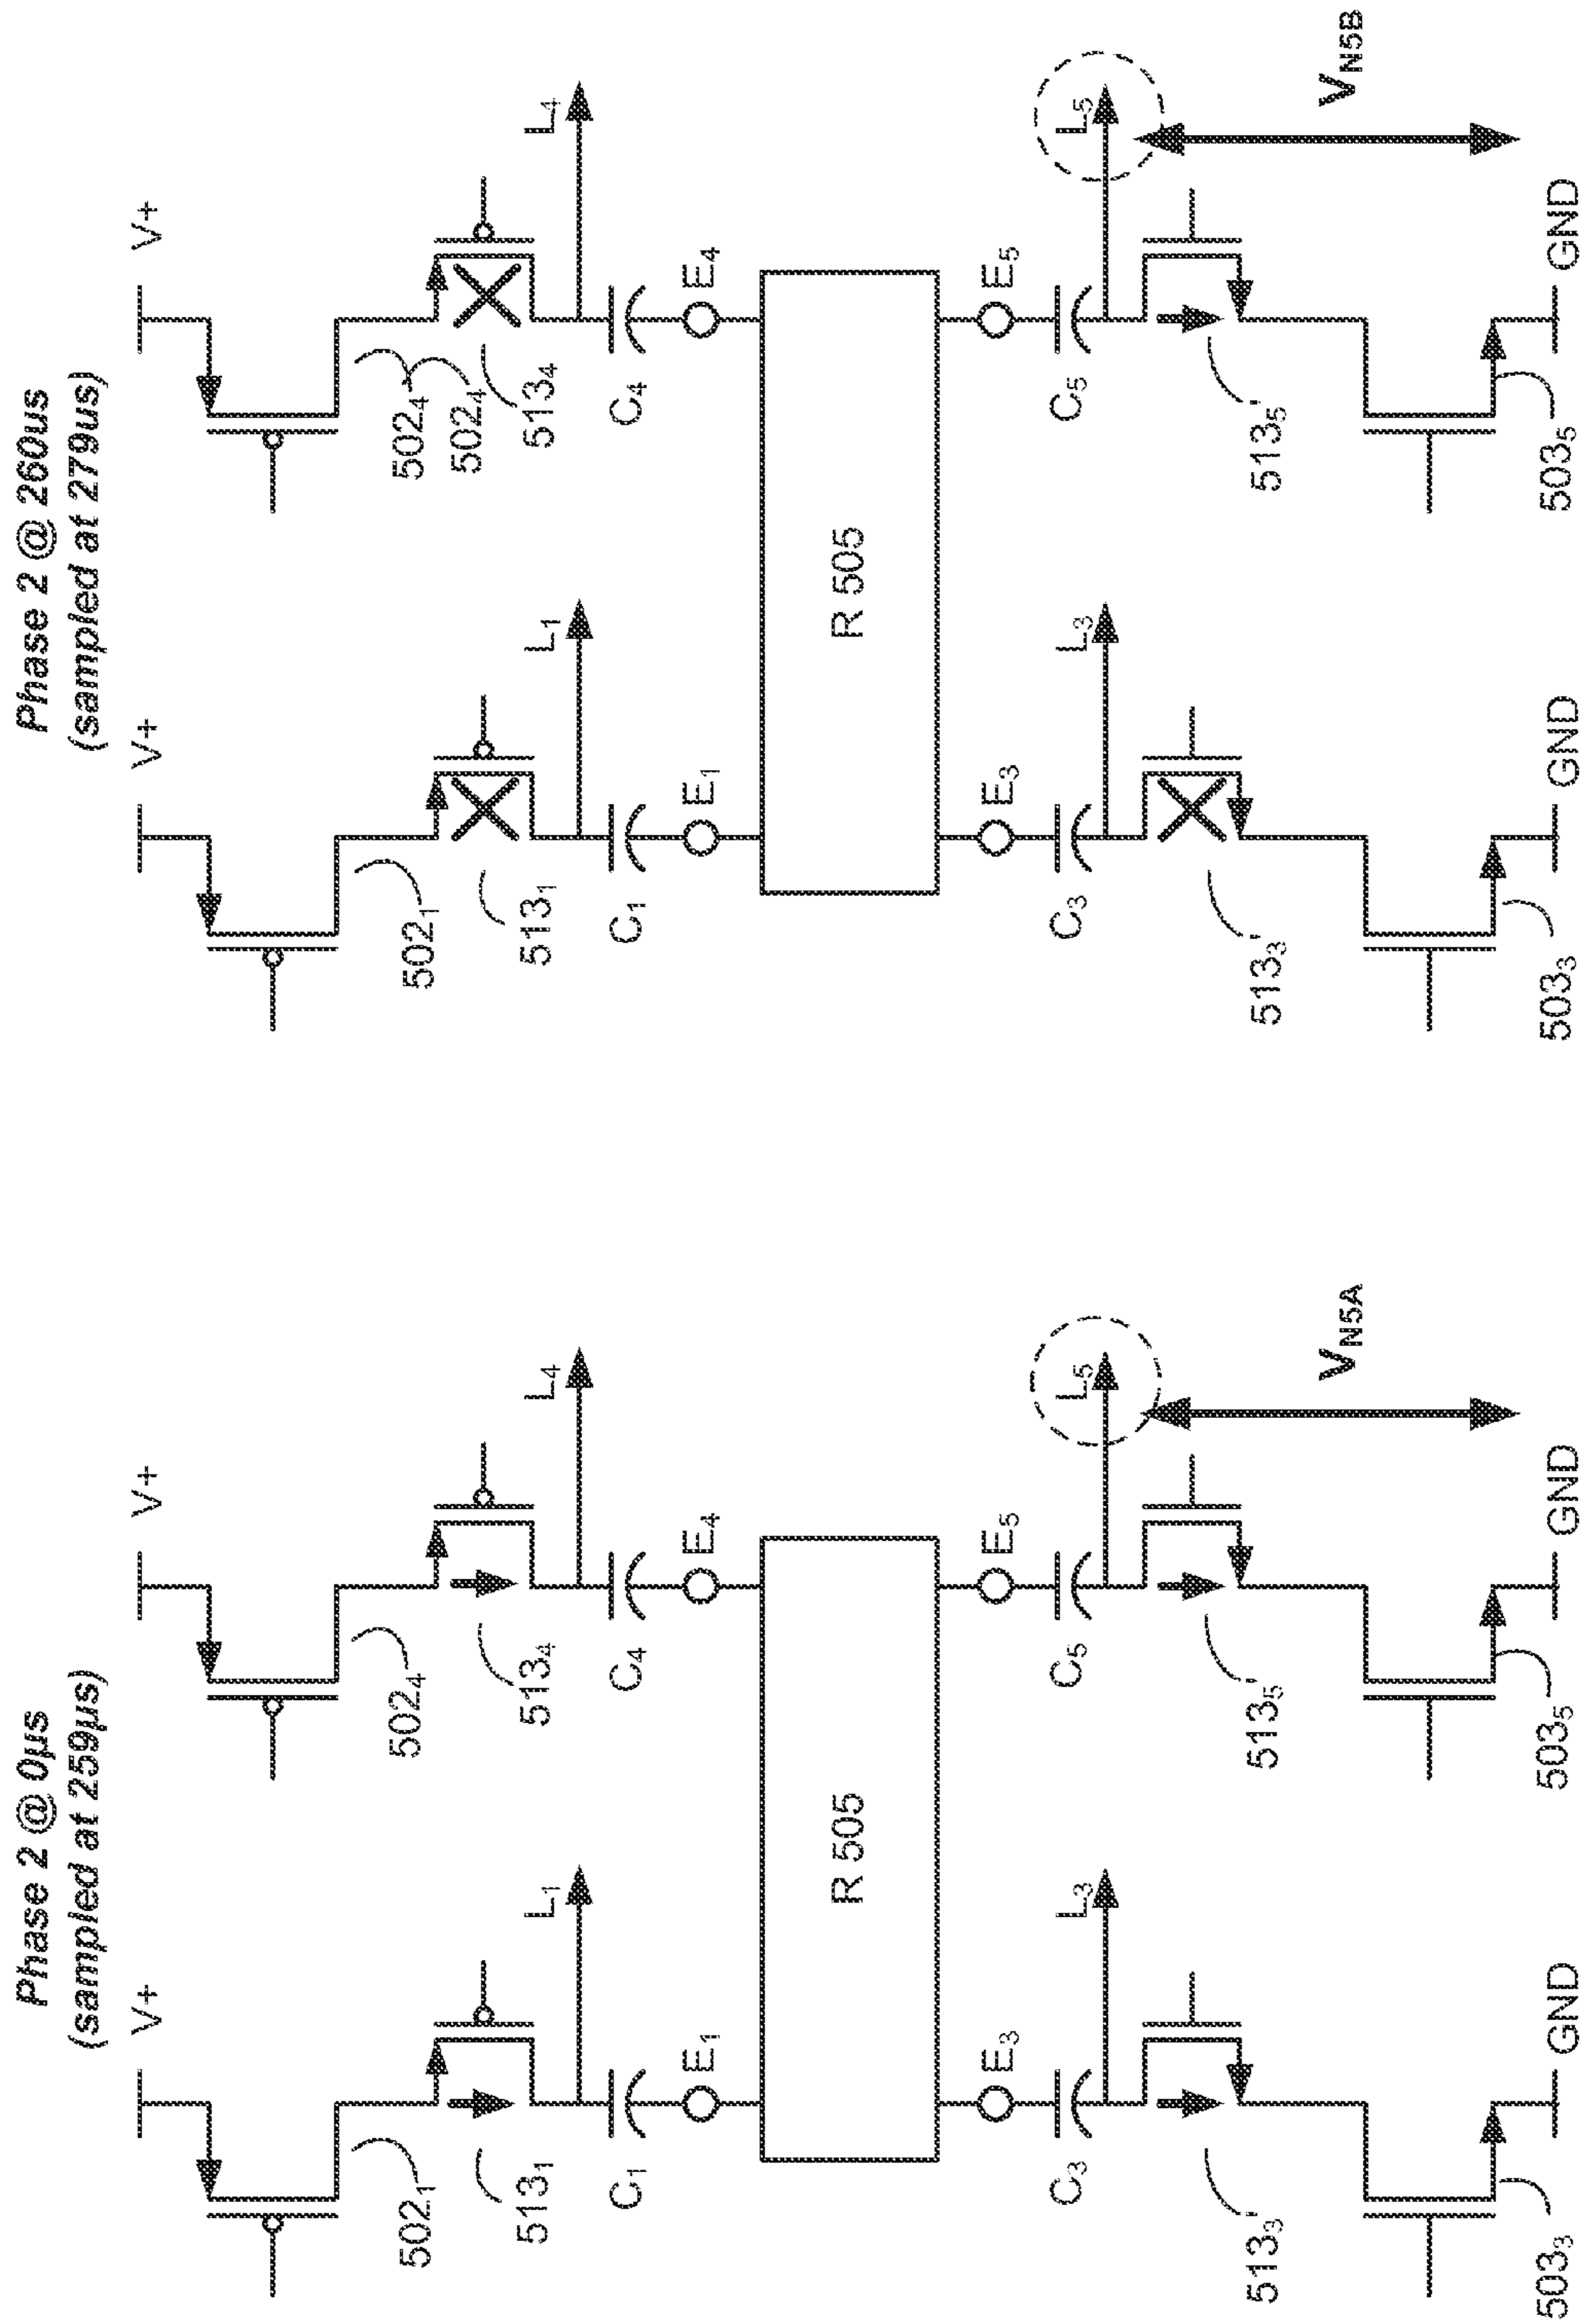 Phase 2 @ 0µs
(sampled at 259µs)
V+
V+
502₁
502₄
513₁
513₄
L₁
L₄
C₁
C₄
E₁
E₄
R 505
E₃
E₅
C₃
C₅
L₃
L₅
513₃'
513₅'
V_N5A
503₃
503₅
GND
GND
Phase 2 @ 260us
(sampled at 279us)
V+
V+
502₁
502₄
502₄
513₁
513₄
L₁
L₄
C₁
C₄
E₁
E₄
R 505
E₃
E₅
C₃
C₅
L₃
L₅
513₃'
513₅'
V_N5B
503₃
503₅
GND
GND